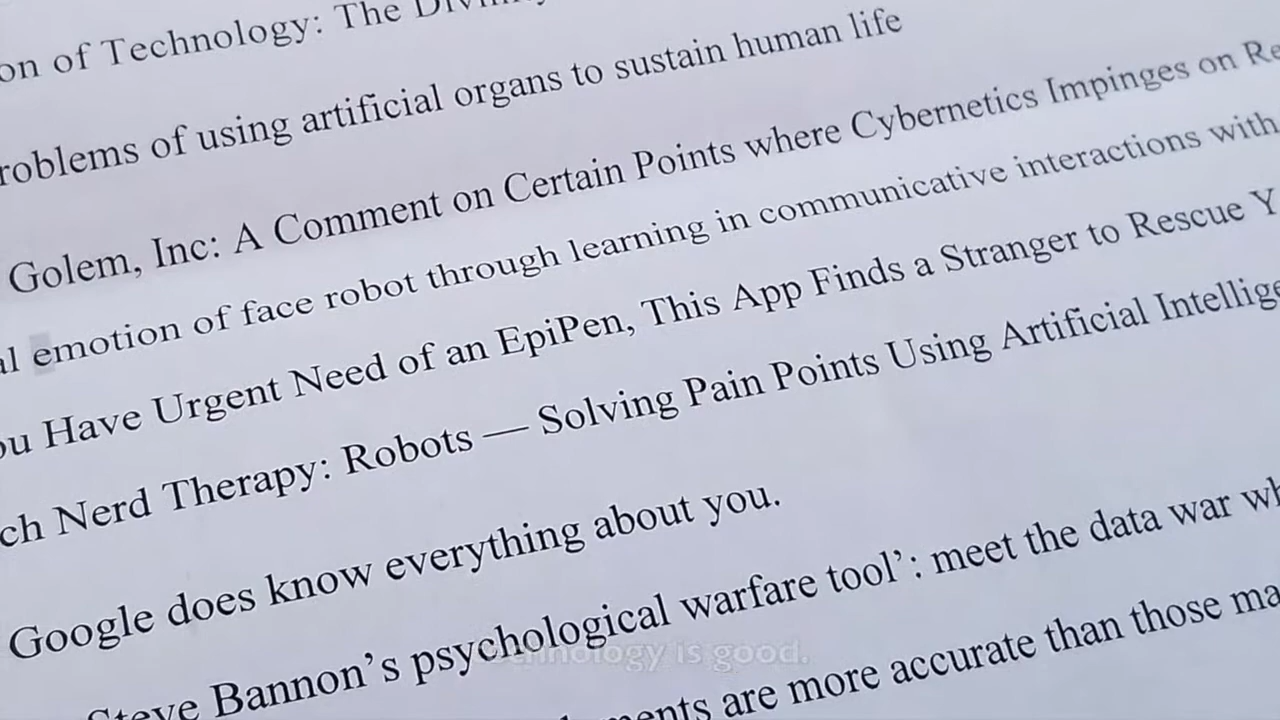 on of Technology: The
roblems of using artificial organs to sustain human life
Golem, Inc: A Comment on Certain Points where Cybernetics Impinges on Re
al emotion of face robot through learning in communicative interactions with
ou Have Urgent Need of an EpiPen, This App Finds a Stranger to Rescue Y
ch Nerd Therapy: Robots — Solving Pain Points Using Artificial Intellige
Google does know everything about you.
Steve Bannon’s psychological warfare tool’: meet the data war wh
ments are more accurate than those ma
technology is good.